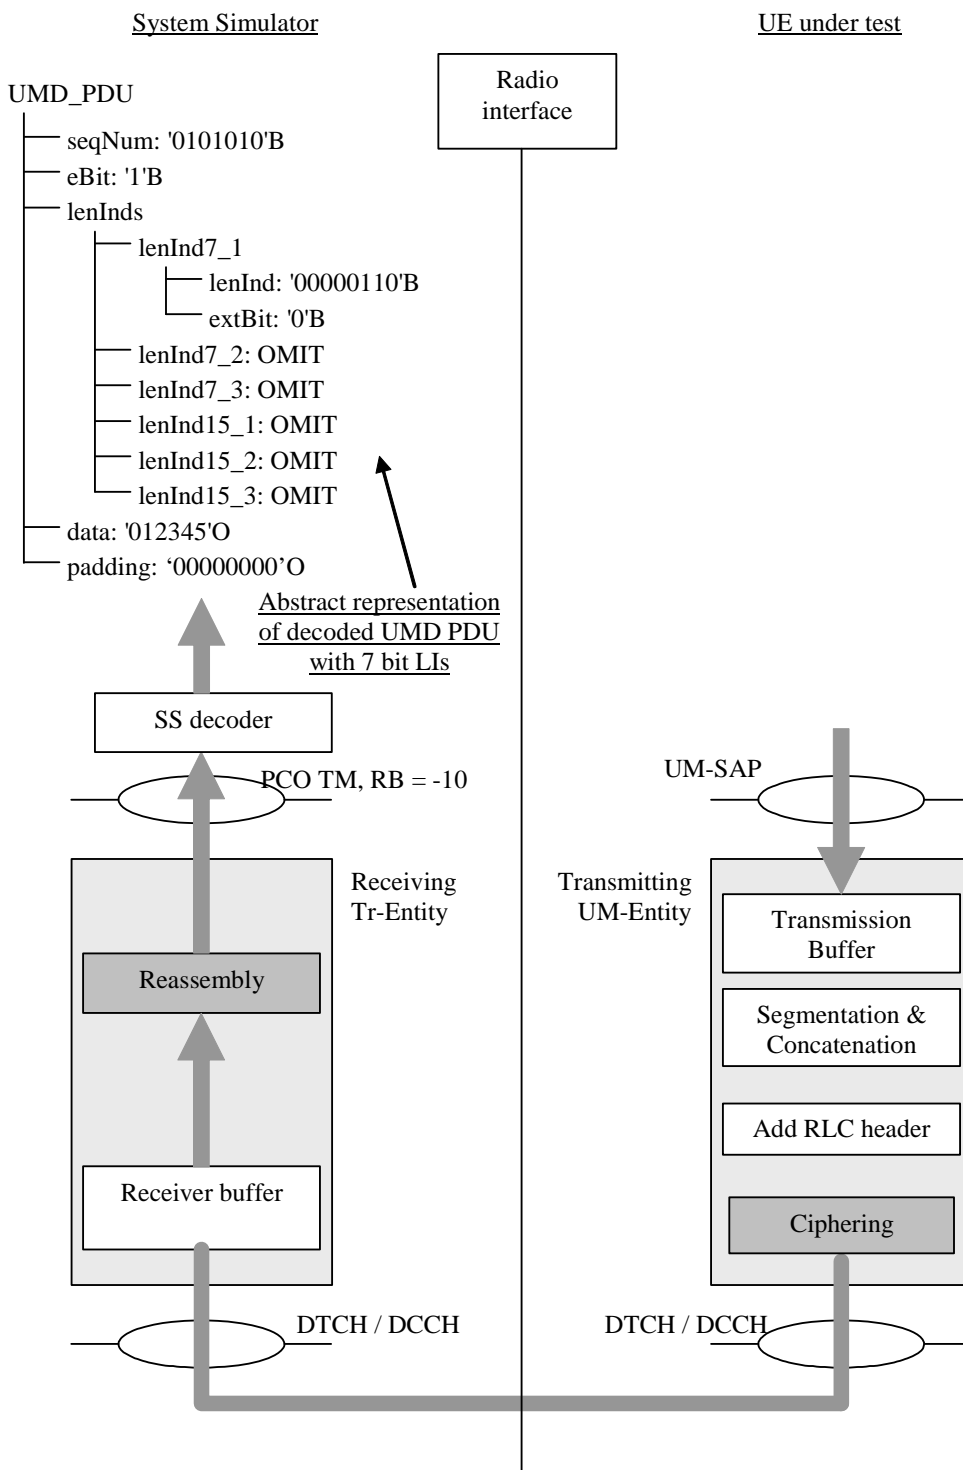 System Simulator
UE under test
Radio
interface
UMD_PDU
seqNum: '0101010'B
eBit: '1'B
lenInds
lenInd7_1
lenInd: '00000110'B
extBit: '0'B
lenInd7_2: OMIT
lenInd7_3: OMIT
lenInd15_1: OMIT
lenInd15_2: OMIT
lenInd15_3: OMIT
data: '012345'O
padding: ‘00000000’O
Abstract representation
of decoded UMD PDU
with 7 bit LIs
SS decoder
PCO TM, RB = -10
UM-SAP
Receiving
Tr-Entity
Transmitting
UM-Entity
Transmission
Buffer
Reassembly
Segmentation &
Concatenation
Add RLC header
Receiver buffer
Ciphering
DTCH / DCCH
DTCH / DCCH